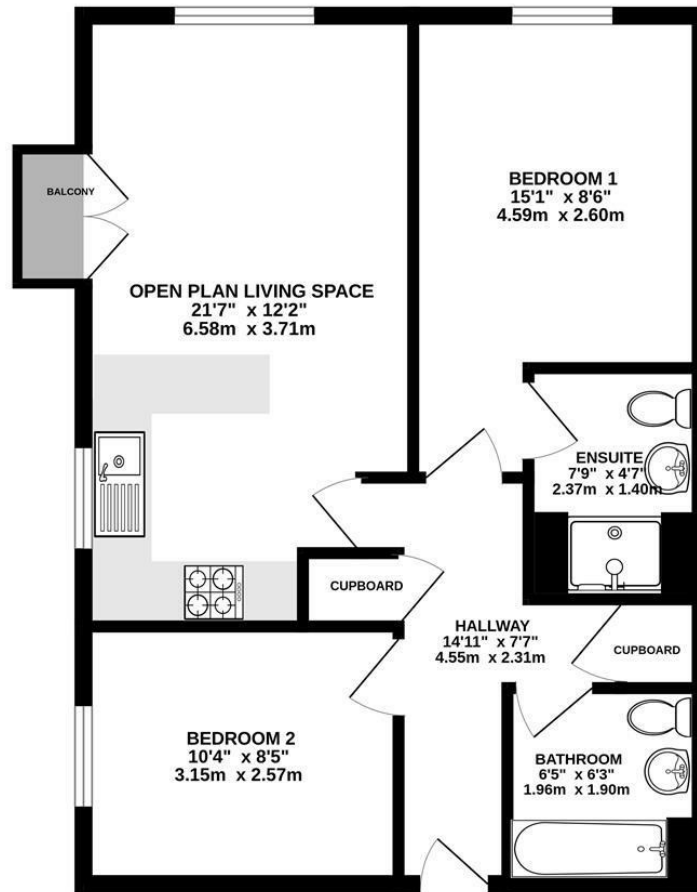 BALCONY
BEDROOM 1
15'1" x 8'6"
4.59m x 2.60m
OPEN PLAN LIVING SPACE
21'7" x 12'2"
6.58m x 3.71m
ENSUITE
7'9" x 4'7"
2.37m x 1.40m
CUPBOARD
HALLWAY
14'11" x 7'7"
4.55m x 2.31m
CUPBOARD
BEDROOM 2
10'4" x 8'5"
3.15m x 2.57m
BATHROOM
6'5" x 6'3"
1.96m x 1.90m